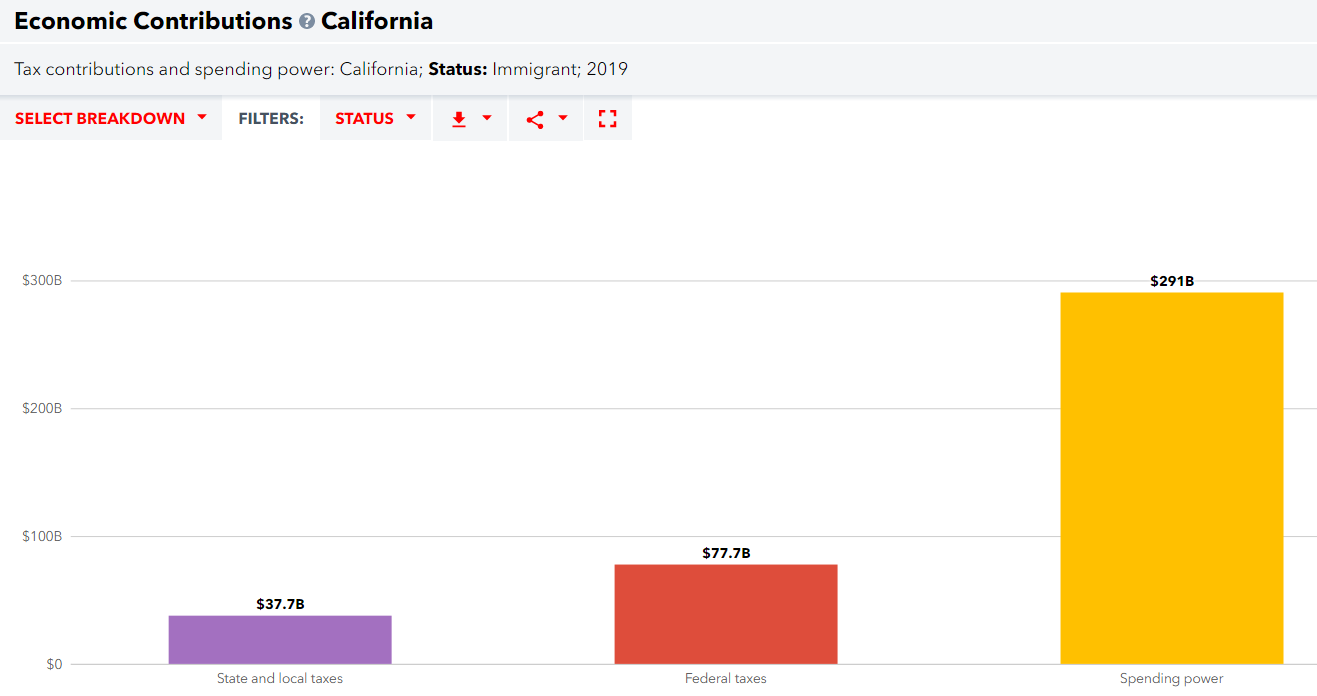 Economic Contributions ? California
Tax contributions and spending power: California; Status: Immigrant; 2019
SELECT BREAKDOWN FILTERS: STATUS
$300B
$291B
$200B
$100B
$77.7B
$37.7B
$0
State and local taxes Federal taxes Spending power